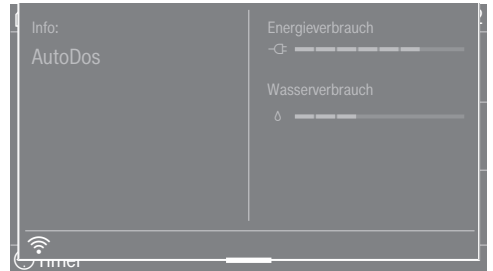 Info:
AutoDos
Energieverbrauch
Wasserverbrauch
Timer